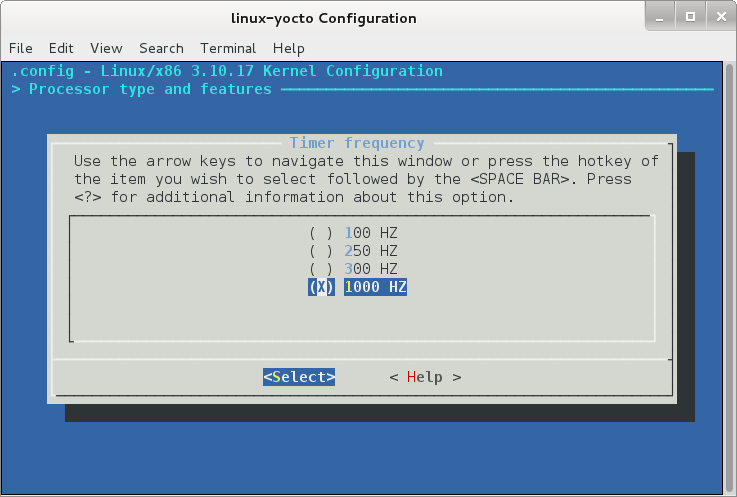 linux-yocto Configuration
File Edit View Search Terminal Help
.config - Linux/x86 3.10.17 Kernel Configuration
> Processor type and features
Timer frequency
Use the arrow keys to navigate this window or press the hotkey of
the item you wish to select followed by the <SPACE BAR>. Press
<?> for additional information about this option.
( ) 100 HZ
( ) 250 HZ
( ) 300 HZ
(X) 1000 HZ
<Select> < Help >